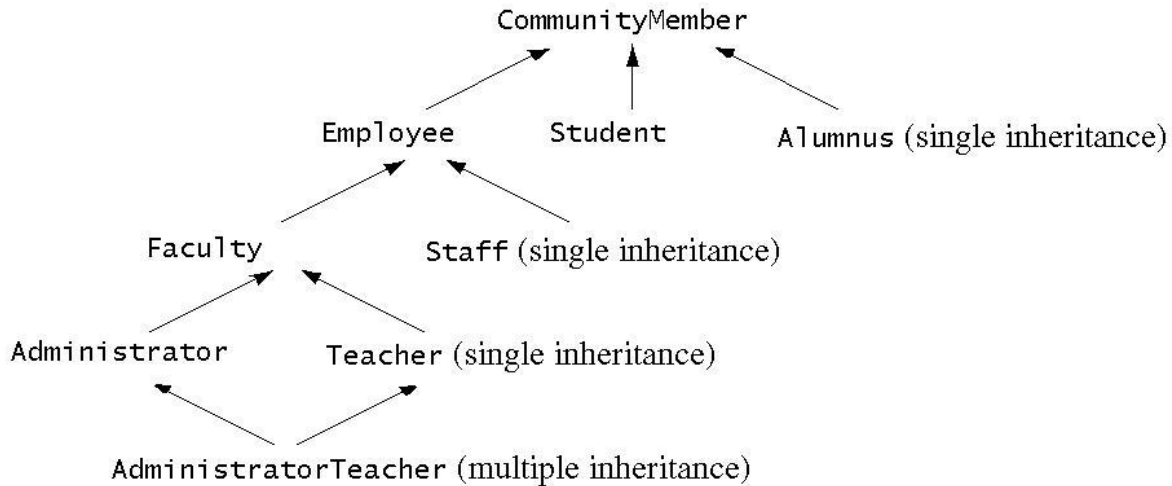 CommunityMember
Employee Student Alumnus (single inheritance)
Faculty Staff (single inheritance)
Administrator Teacher (single inheritance)
AdministratorTeacher (multiple inheritance)